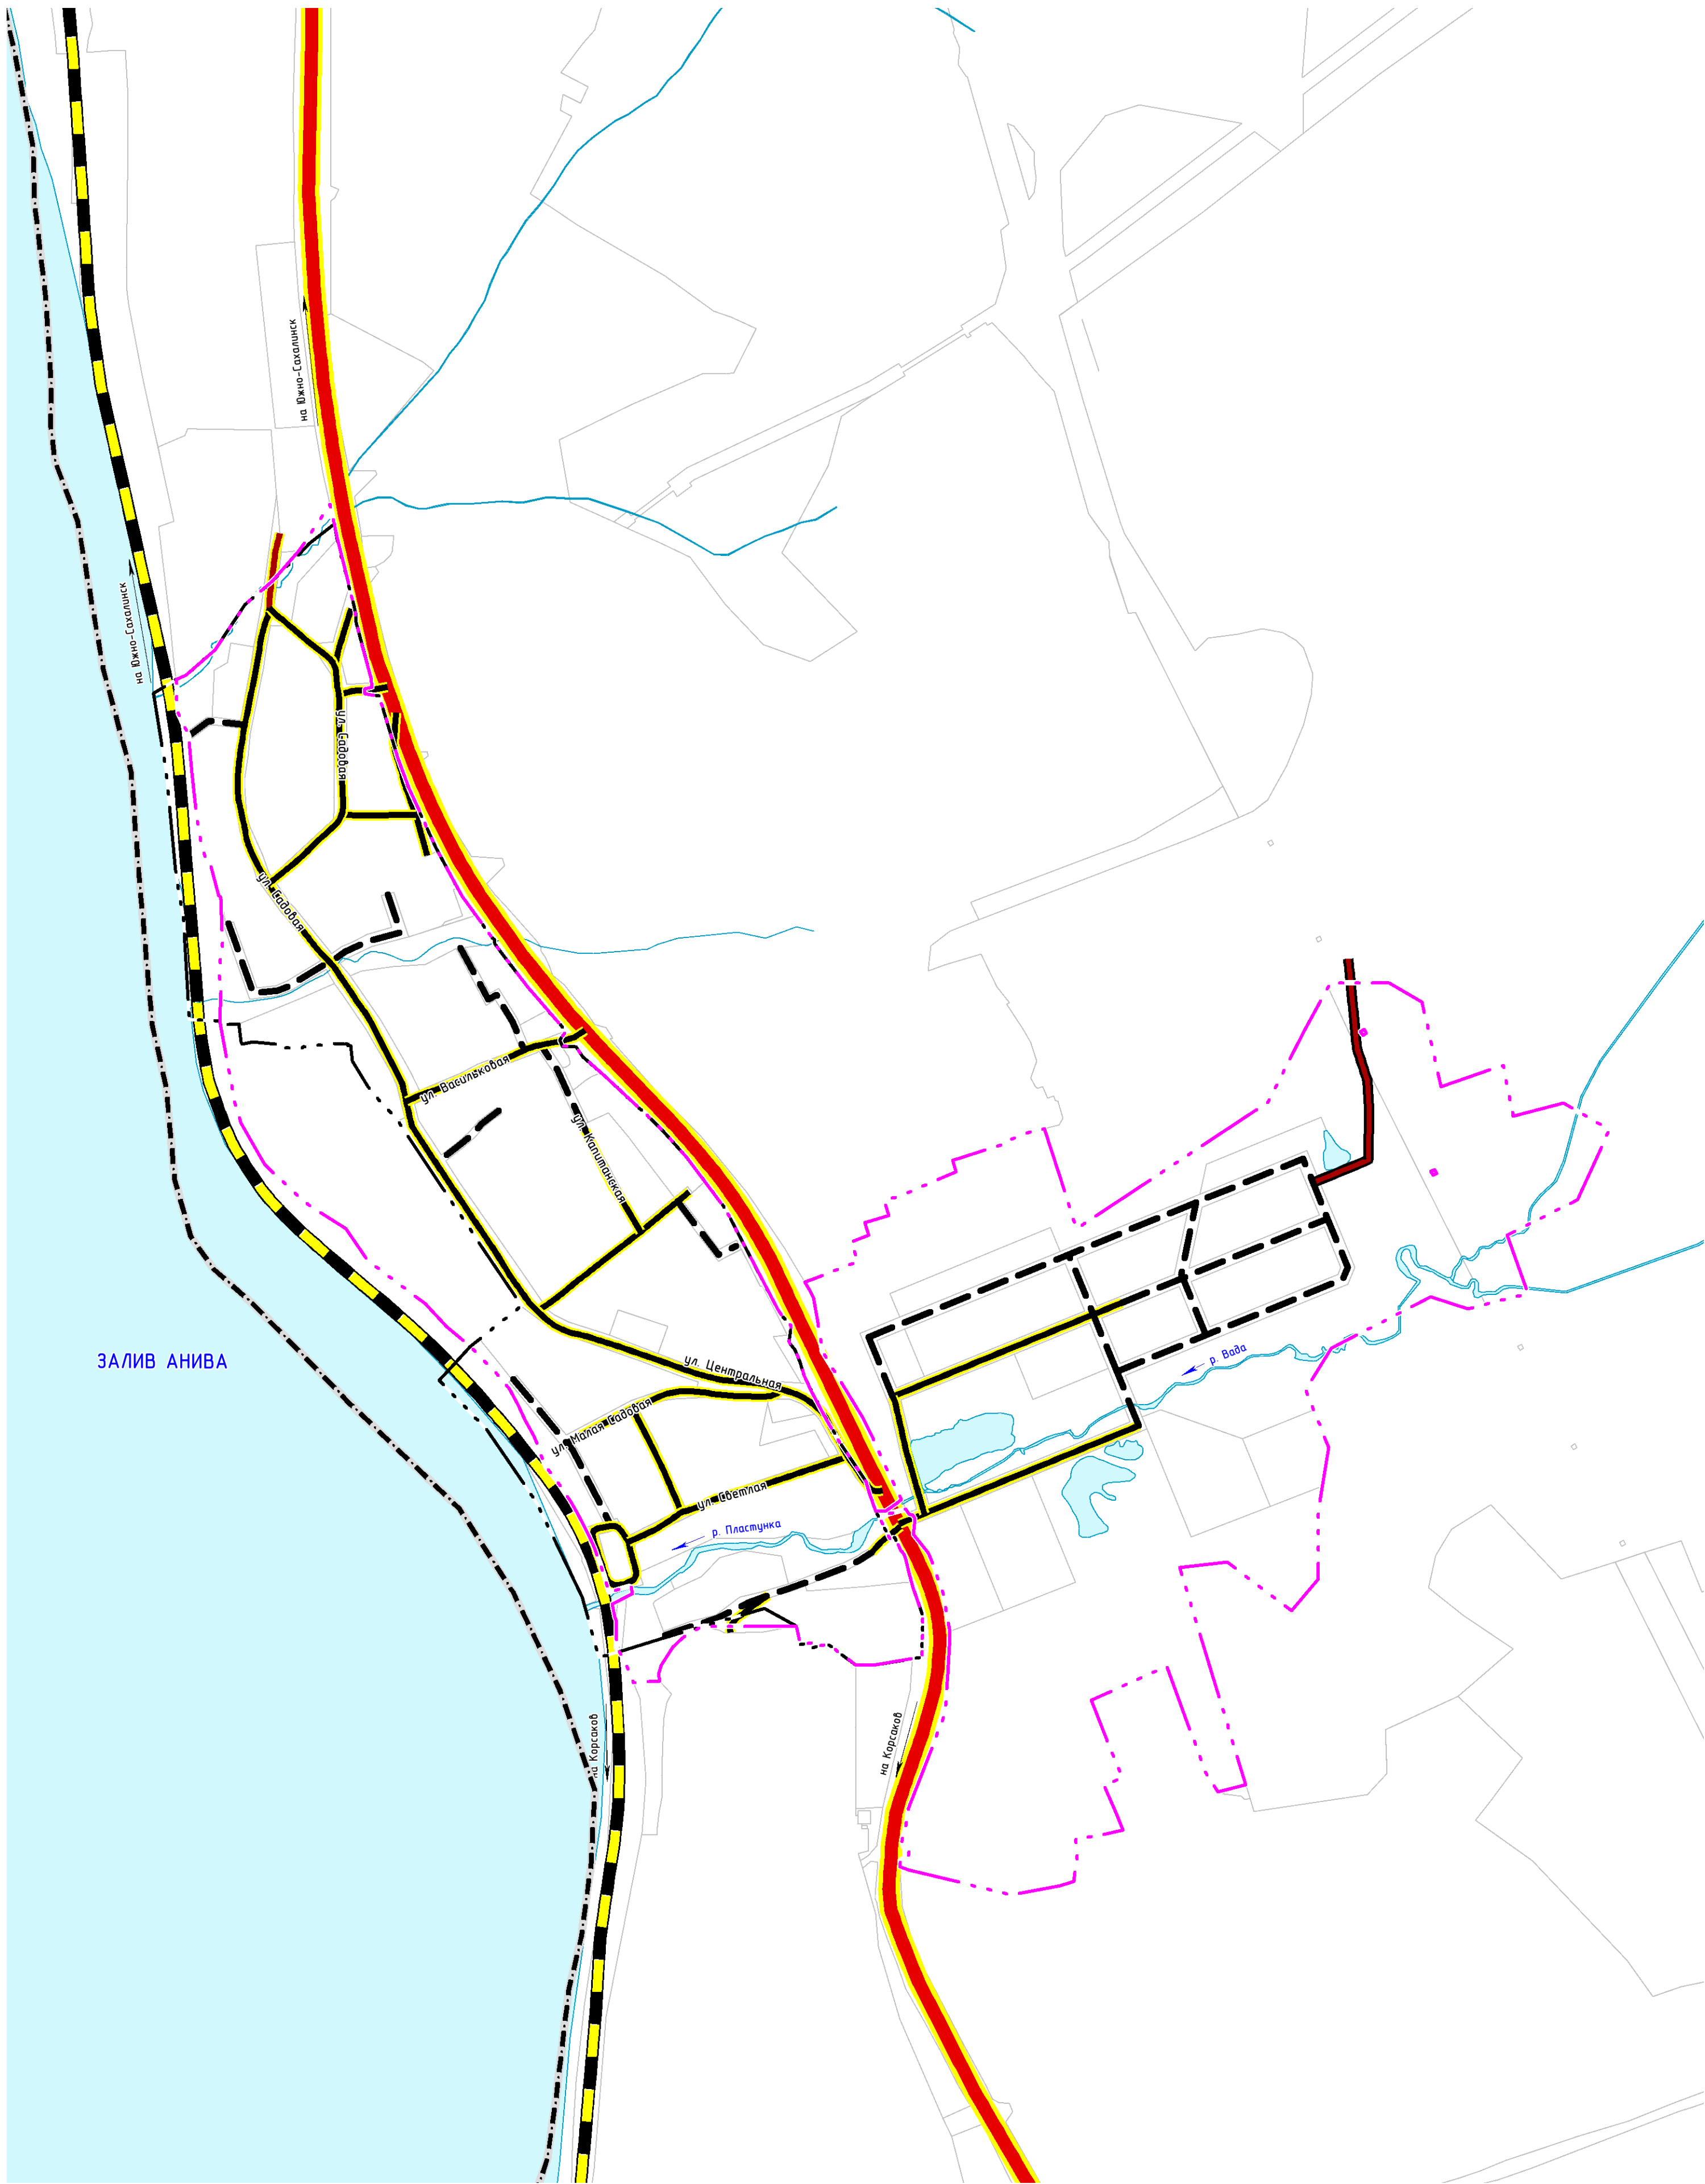 на Южно-Сахалинск
на Южно-Сахалинск
ул. Садовая
ул. Садовая
ул. Васильковая
ул. Капитанская
ул. Центральная
р. Вада
ЗАЛИВ АНИВА
ул. Малая Садовая
ул. Светлая
р. Пластунка
на Корсаков
на Корсаков